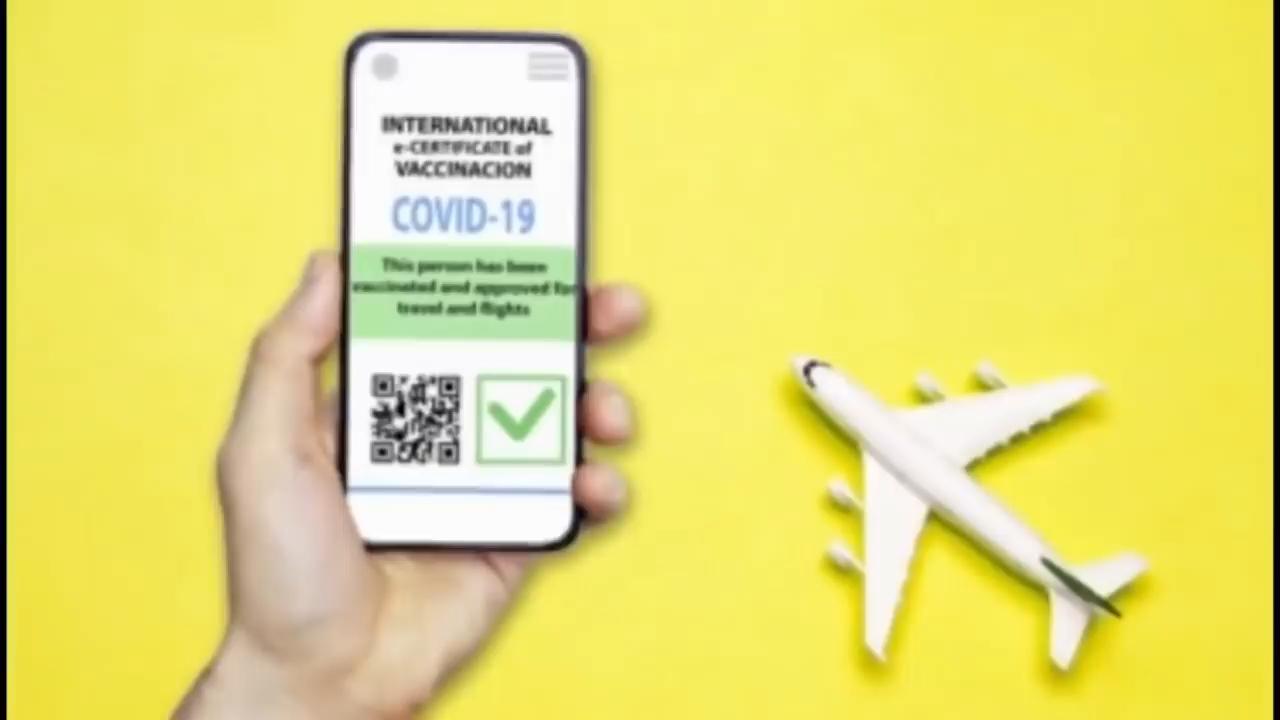 INTERNATIONAL
e-CERTIFICATE of
VACCINACION
COVID-19
This person has been
vaccinated and approved for
travel and flights